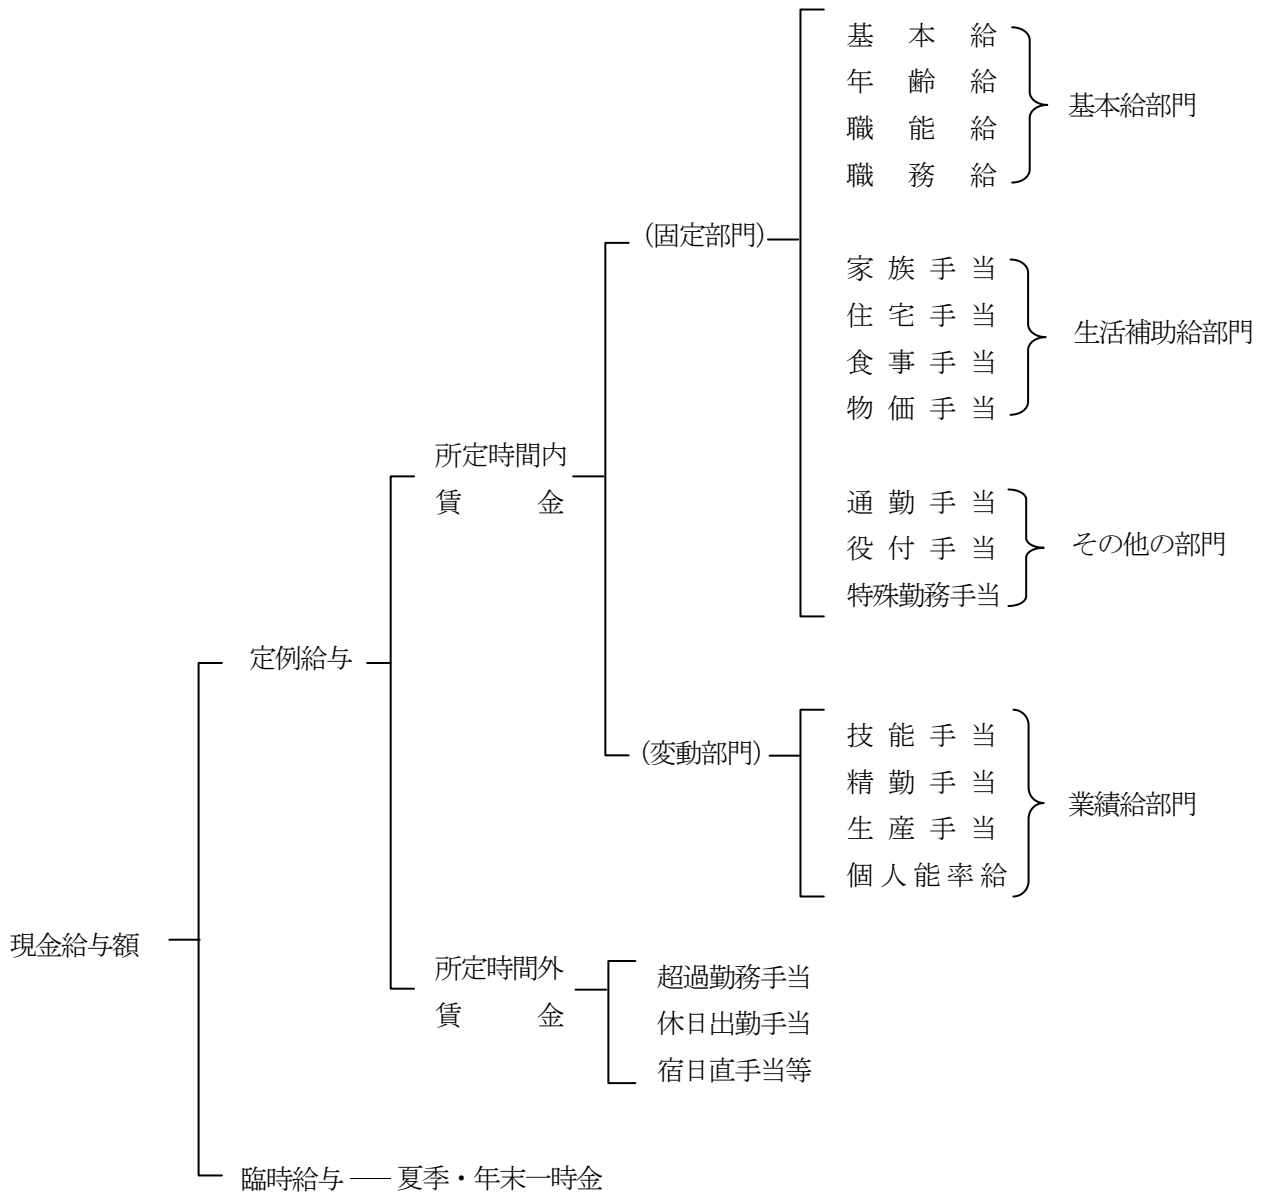 基本給
年齢給
職能給
職務給
基本給部門
(固定部門)
家族手当
住宅手当
食事手当
物価手当
生活補助給部門
所定時間内
賃金
通勤手当
役付手当
特殊勤務手当
その他の部門
定例給与
(変動部門)
技能手当
精勤手当
生産手当
個人能率給
業績給部門
現金給与額
所定時間外
賃金
超過勤務手当
休日出勤手当
宿日直手当等
臨時給与 ── 夏季・年末一時金